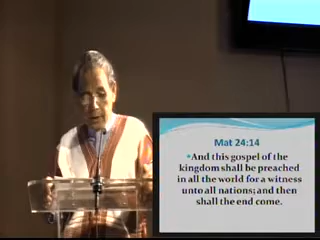 Mat 24:14
•And this gospel of the
kingdom shall be preached
in all the world for a witness
unto all nations; and then
shall the end come.